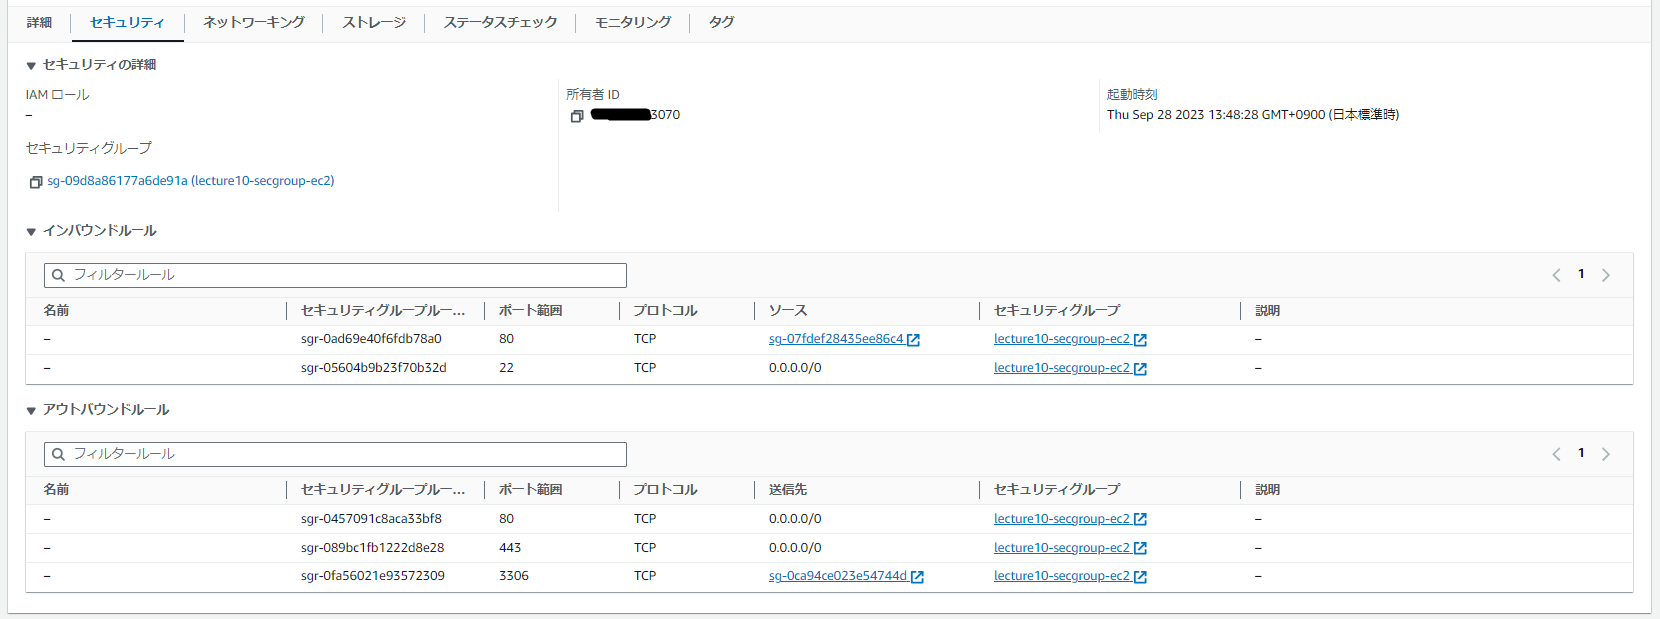 詳細 セキュリティ ネットワーキング ストレージ ステータスチェック モニタリング タグ
▼ セキュリティの詳細
IAM ロール
–
所有者 ID
3070
起動時刻
Thu Sep 28 2023 13:48:28 GMT+0900 (日本標準時)
セキュリティグループ
sg-09d8a86177a6de91a (lecture10-secgroup-ec2)
▼ インバウンドルール
フィルタールール
1
名前 セキュリティグループルー... ポート範囲 プロトコル ソース セキュリティグループ 説明
– sgr-0ad69e40f6fdb78a0 80 TCP sg-07fdef28435ee86c4 lecture10-secgroup-ec2 –
– sgr-05604b9b23f70b32d 22 TCP 0.0.0.0/0 lecture10-secgroup-ec2 –
▼ アウトバウンドルール
フィルタールール
1
名前 セキュリティグループルー... ポート範囲 プロトコル 送信先 セキュリティグループ 説明
– sgr-0457091c8aca33bf8 80 TCP 0.0.0.0/0 lecture10-secgroup-ec2 –
– sgr-089bc1fb1222d8e28 443 TCP 0.0.0.0/0 lecture10-secgroup-ec2 –
– sgr-0fa56021e93572309 3306 TCP sg-0ca94ce023e54744d lecture10-secgroup-ec2 –